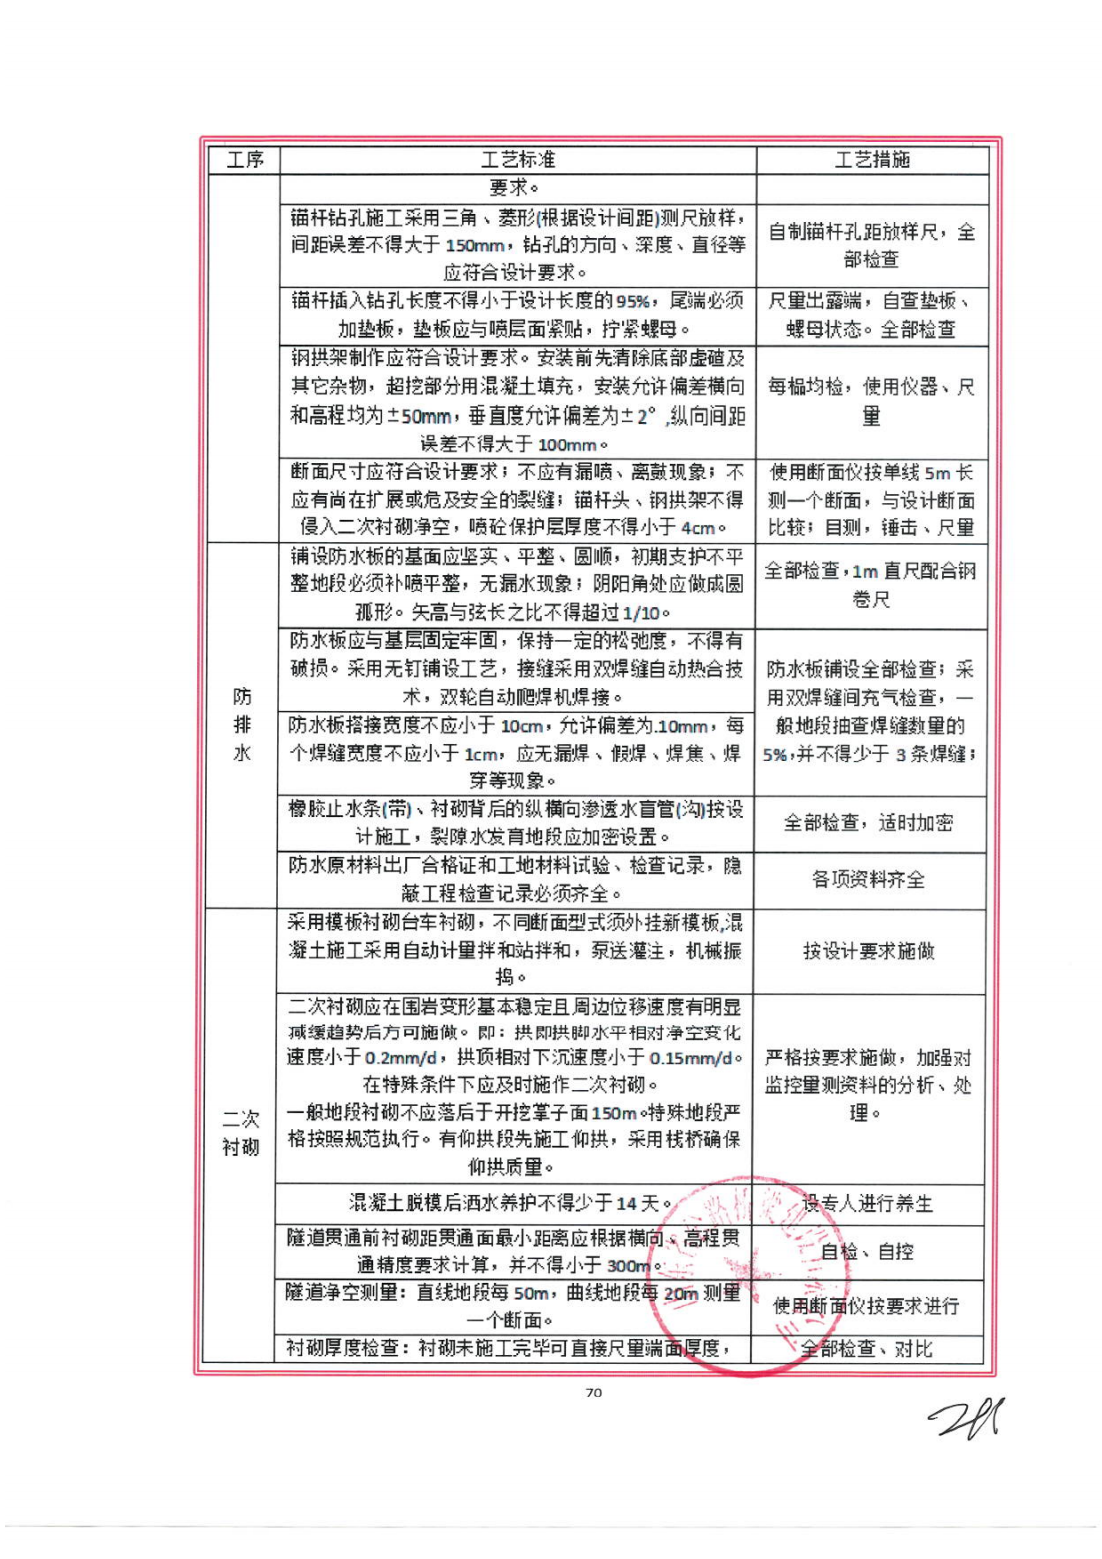 工序 工艺标准 工艺措施
要求。
锚杆钻孔施工采用三角、菱形(根据设计间距)测尺放样，
间距误差不得大于 150mm，钻孔的方向、深度、直径等
应符合设计要求。
自制锚杆孔距放样尺，全
部检查
锚杆插入钻孔长度不得小于设计长度的95%，尾端必须
加垫板，垫板应与喷层面紧贴，拧紧螺母。
尺量出露端，自查垫板、
螺母状态。全部检查
钢拱架制作应符合设计要求。安装前先清除底部虚碴及
其它杂物，超挖部分用混凝土填充，安装允许偏差横向
和高程均为±50mm，垂直度允许偏差为±2°,纵向间距
误差不得大于 100mm。
每榀均检，使用仪器、尺
量
断面尺寸应符合设计要求；不应有漏喷、离鼓现象；不
应有尚在扩展或危及安全的裂缝；锚杆头、钢拱架不得
侵入二次衬砌净空，喷砼保护层厚度不得小于 4cm。
使用断面仪按单线 5m 长
测一个断面，与设计断面
比较；目测，锤击、尺量
防
排
水
铺设防水板的基面应坚实、平整、圆顺，初期支护不平
整地段必须补喷平整，无漏水现象；阴阳角处应做成圆
弧形。矢高与弦长之比不得超过 1/10。
全部检查，1m 直尺配合钢
卷尺
防水板应与基层固定牢固，保持一定的松弛度，不得有
破损。采用无钉铺设工艺，接缝采用双焊缝自动热合技
术，双轮自动爬焊机焊接。
防水板搭接宽度不应小于 10cm，允许偏差为.10mm，每
个焊缝宽度不应小于 1cm，应无漏焊、假焊、焊焦、焊
穿等现象。
防水板铺设全部检查；采
用双焊缝间充气检查，一
般地段抽查焊缝数量的
5%，并不得少于 3 条焊缝；
橡胶止水条(带)、衬砌背后的纵横向渗透水盲管(沟)按设
计施工，裂隙水发育地段应加密设置。
全部检查，适时加密
防水原材料出厂合格证和工地材料试验、检查记录，隐
蔽工程检查记录必须齐全。
各项资料齐全
二次
衬砌
采用模板衬砌台车衬砌，不同断面型式须外挂新模板,混
凝土施工采用自动计量拌和站拌和，泵送灌注，机械振
捣。
按设计要求施做
二次衬砌应在围岩变形基本稳定且周边位移速度有明显
减缓趋势后方可施做。即：拱即拱脚水平相对净空变化
速度小于 0.2mm/d，拱顶相对下沉速度小于 0.15mm/d。
在特殊条件下应及时施作二次衬砌。
一般地段衬砌不应落后于开挖掌子面 150m。特殊地段严
格按照规范执行。有仰拱段先施工仰拱，采用栈桥确保
仰拱质量。
严格按要求施做，加强对
监控量测资料的分析、处
理。
混凝土脱模后洒水养护不得少于 14 天。
设专人进行养生
隧道贯通前衬砌距贯通面最小距离应根据横向、高程贯
通精度要求计算，并不得小于 300m。
自检、自控
隧道净空测量：直线地段每 50m，曲线地段每 20m 测量
一个断面。
使用断面仪按要求进行
衬砌厚度检查：衬砌未施工完毕可直接尺量端面厚度，
全部检查、对比
70